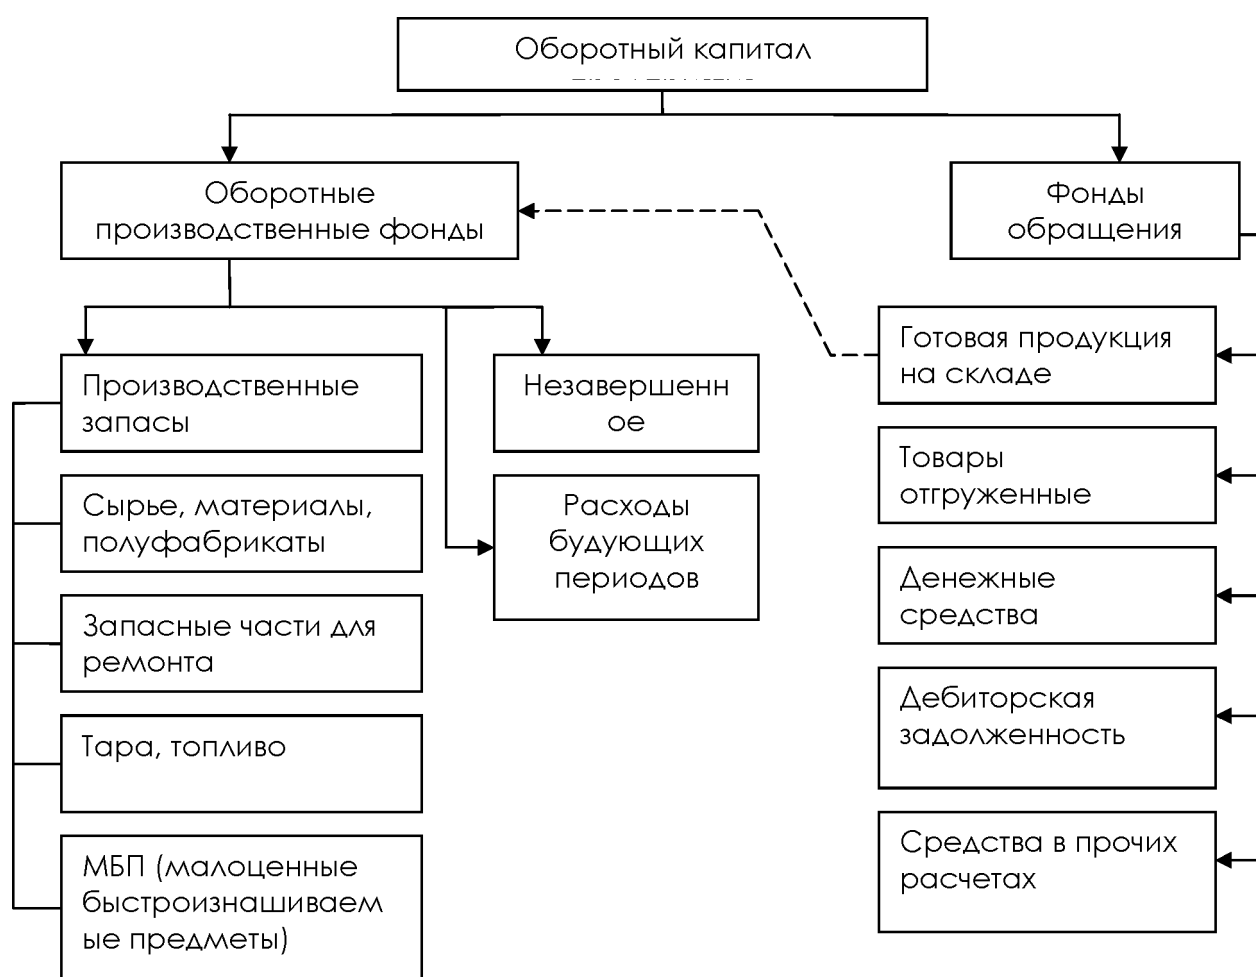 Оборотный капитал
Оборотные
производственные фонды
Фонды
обращения
Производственные
запасы
Незавершенн
ое
Готовая продукция
на складе
Сырье, материалы,
полуфабрикаты
Расходы
будующих
периодов
Товары
отгруженные
Запасные части для
ремонта
Денежные
средства
Тара, топливо
Дебиторская
задолженность
МБП (малоценные
быстроизнашиваем
ые предметы)
Средства в прочих
расчетах